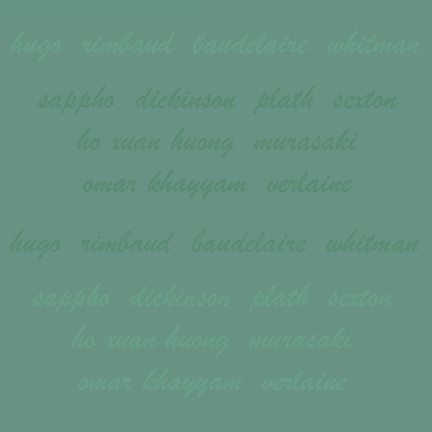 hugo rimbaud baudelaire whitman
sappho dickinson plath sexton
ho xuan huong murasaki
omar khayyam verlaine
hugo rimbaud baudelaire whitman
sappho dickinson plath sexton
ho xuan huong murasaki
omar khayyam verlaine